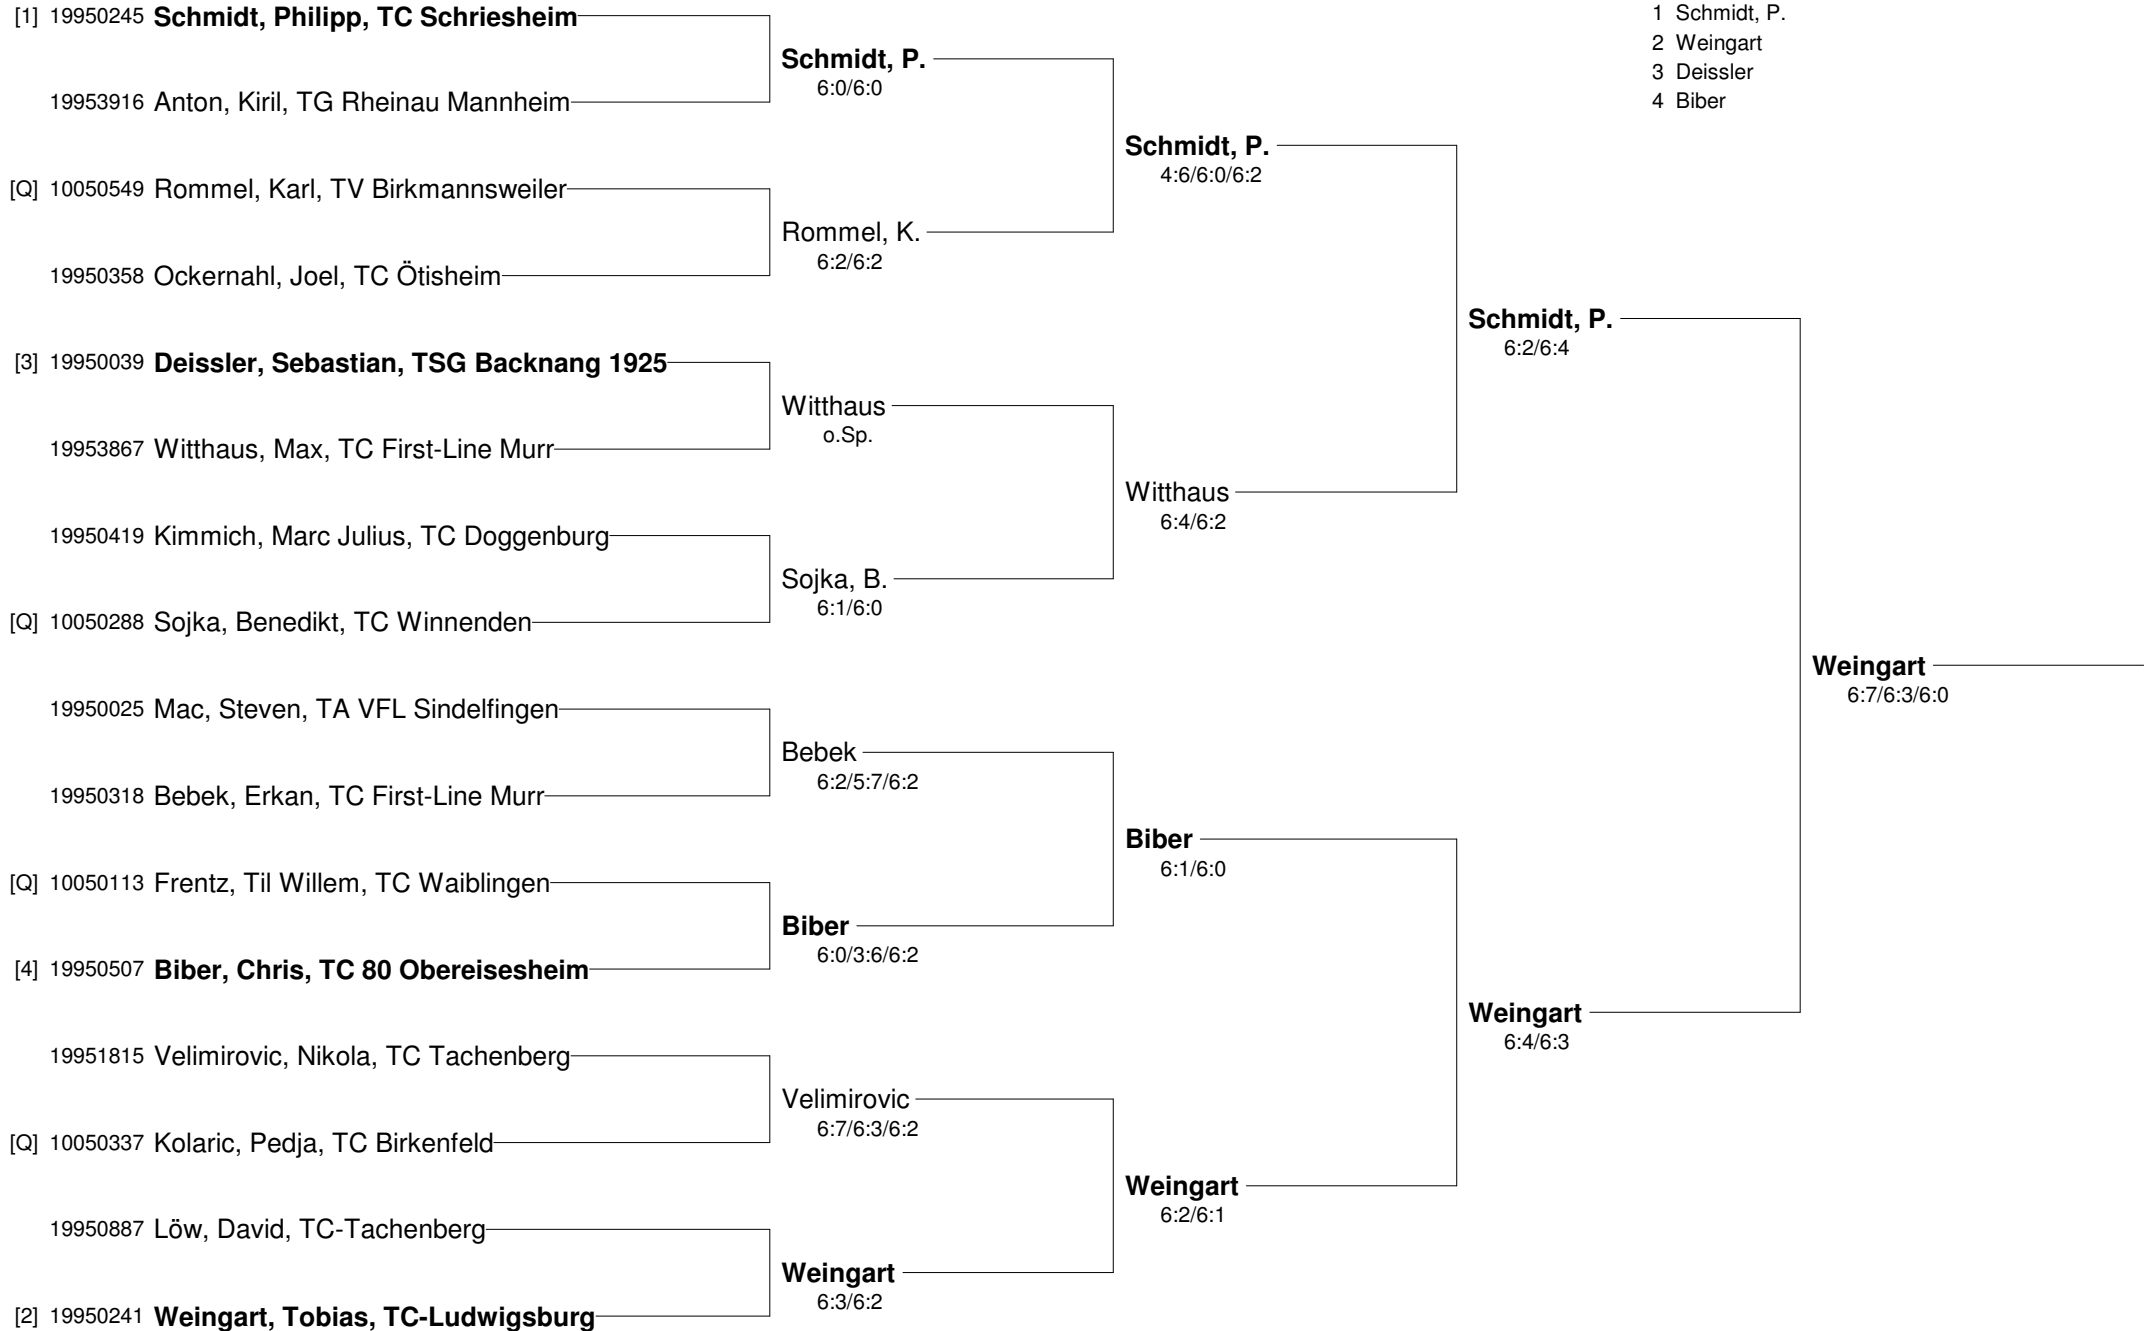 [1] 19950245 Schmidt, Philipp, TC Schriesheim
1 Schmidt, P.
2 Weingart
3 Deissler
4 Biber
Schmidt, P.
6:0/6:0
19953916 Anton, Kiril, TG Rheinau Mannheim
Schmidt, P.
4:6/6:0/6:2
[Q] 10050549 Rommel, Karl, TV Birkmannsweiler
Rommel, K.
6:2/6:2
19950358 Ockernahl, Joel, TC Ötisheim
Schmidt, P.
6:2/6:4
[3] 19950039 Deissler, Sebastian, TSG Backnang 1925
Witthaus
o.Sp.
19953867 Witthaus, Max, TC First-Line Murr
Witthaus
6:4/6:2
19950419 Kimmich, Marc Julius, TC Doggenburg
Sojka, B.
6:1/6:0
[Q] 10050288 Sojka, Benedikt, TC Winnenden
Weingart
6:7/6:3/6:0
19950025 Mac, Steven, TA VFL Sindelfingen
Bebek
6:2/5:7/6:2
19950318 Bebek, Erkan, TC First-Line Murr
Biber
6:1/6:0
[Q] 10050113 Frentz, Til Willem, TC Waiblingen
Biber
6:0/3:6/6:2
[4] 19950507 Biber, Chris, TC 80 Obereisesheim
Weingart
6:4/6:3
19951815 Velimirovic, Nikola, TC Tachenberg
Velimirovic
6:7/6:3/6:2
[Q] 10050337 Kolaric, Pedja, TC Birkenfeld
Weingart
6:2/6:1
19950887 Löw, David, TC-Tachenberg
Weingart
6:3/6:2
[2] 19950241 Weingart, Tobias, TC-Ludwigsburg